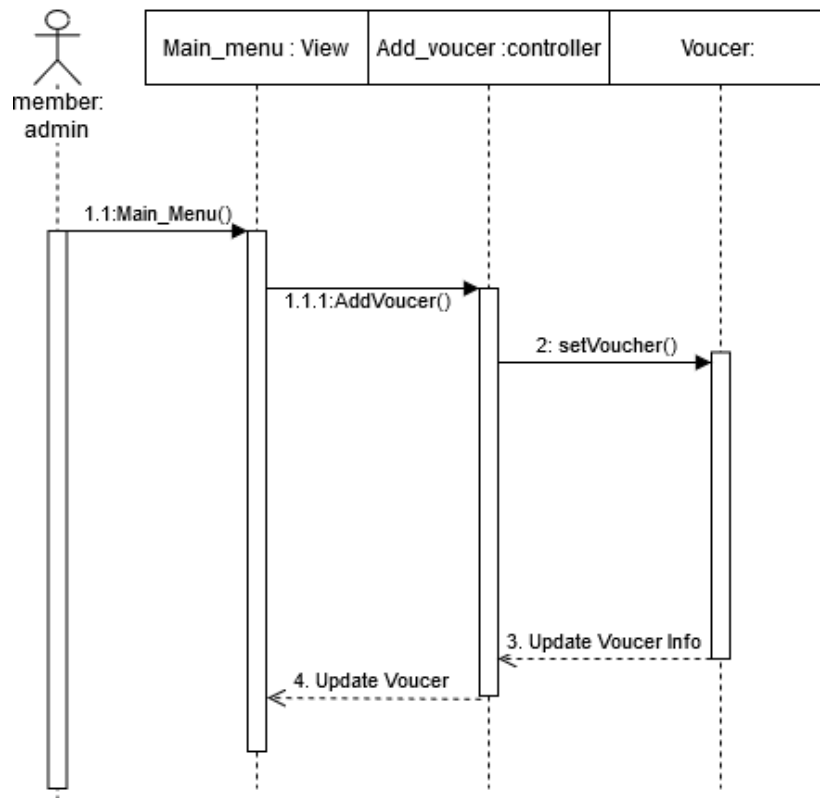 Main_menu : View
Add_voucer :controller
Voucer:
member:
admin
1.1:Main_Menu()
1.1.1:AddVoucer()
2: setVoucher()
3. Update Voucer Info
4. Update Voucer